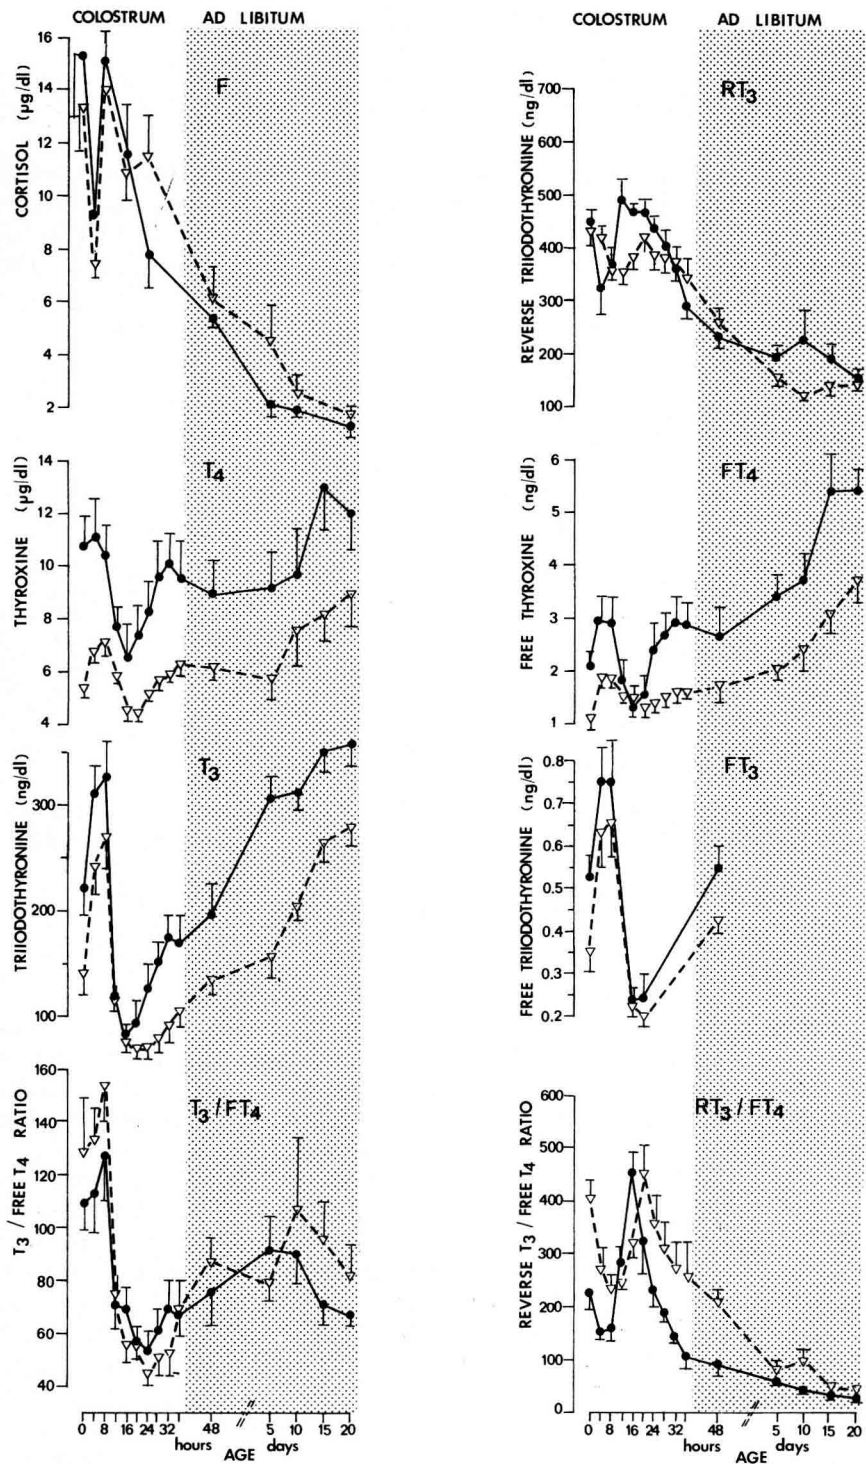 COLOSTRUM AD LIBITUM
CORTISOL (µg/dl)
16
14
12
10
8
6
4
2
F
THYROXINE (µg/dl)
14
12
10
8
6
4
T4
TRIIODOTHYRONINE (ng/dl)
300
200
100
T3
T3 / FREE T4 RATIO
160
140
120
100
80
60
40
T3 / FT4
0 8 24 32 48 5 10 15 20
hours days
AGE
COLOSTRUM AD LIBITUM
REVERSE TRIIODOTHYRONINE (ng/dl)
700
500
400
300
200
100
RT3
FREE THYROXINE (ng/dl)
6
5
4
3
2
1
FT4
FREE TRIIODOTHYRONINE (ng/dl)
0.8
0.7
0.6
0.5
0.4
0.3
0.2
FT3
REVERSE T3 / FREE T4 RATIO
600
500
400
300
200
100
0
RT3 / FT4
0 8 16 24 32 48 5 10 15 20
hours days
AGE